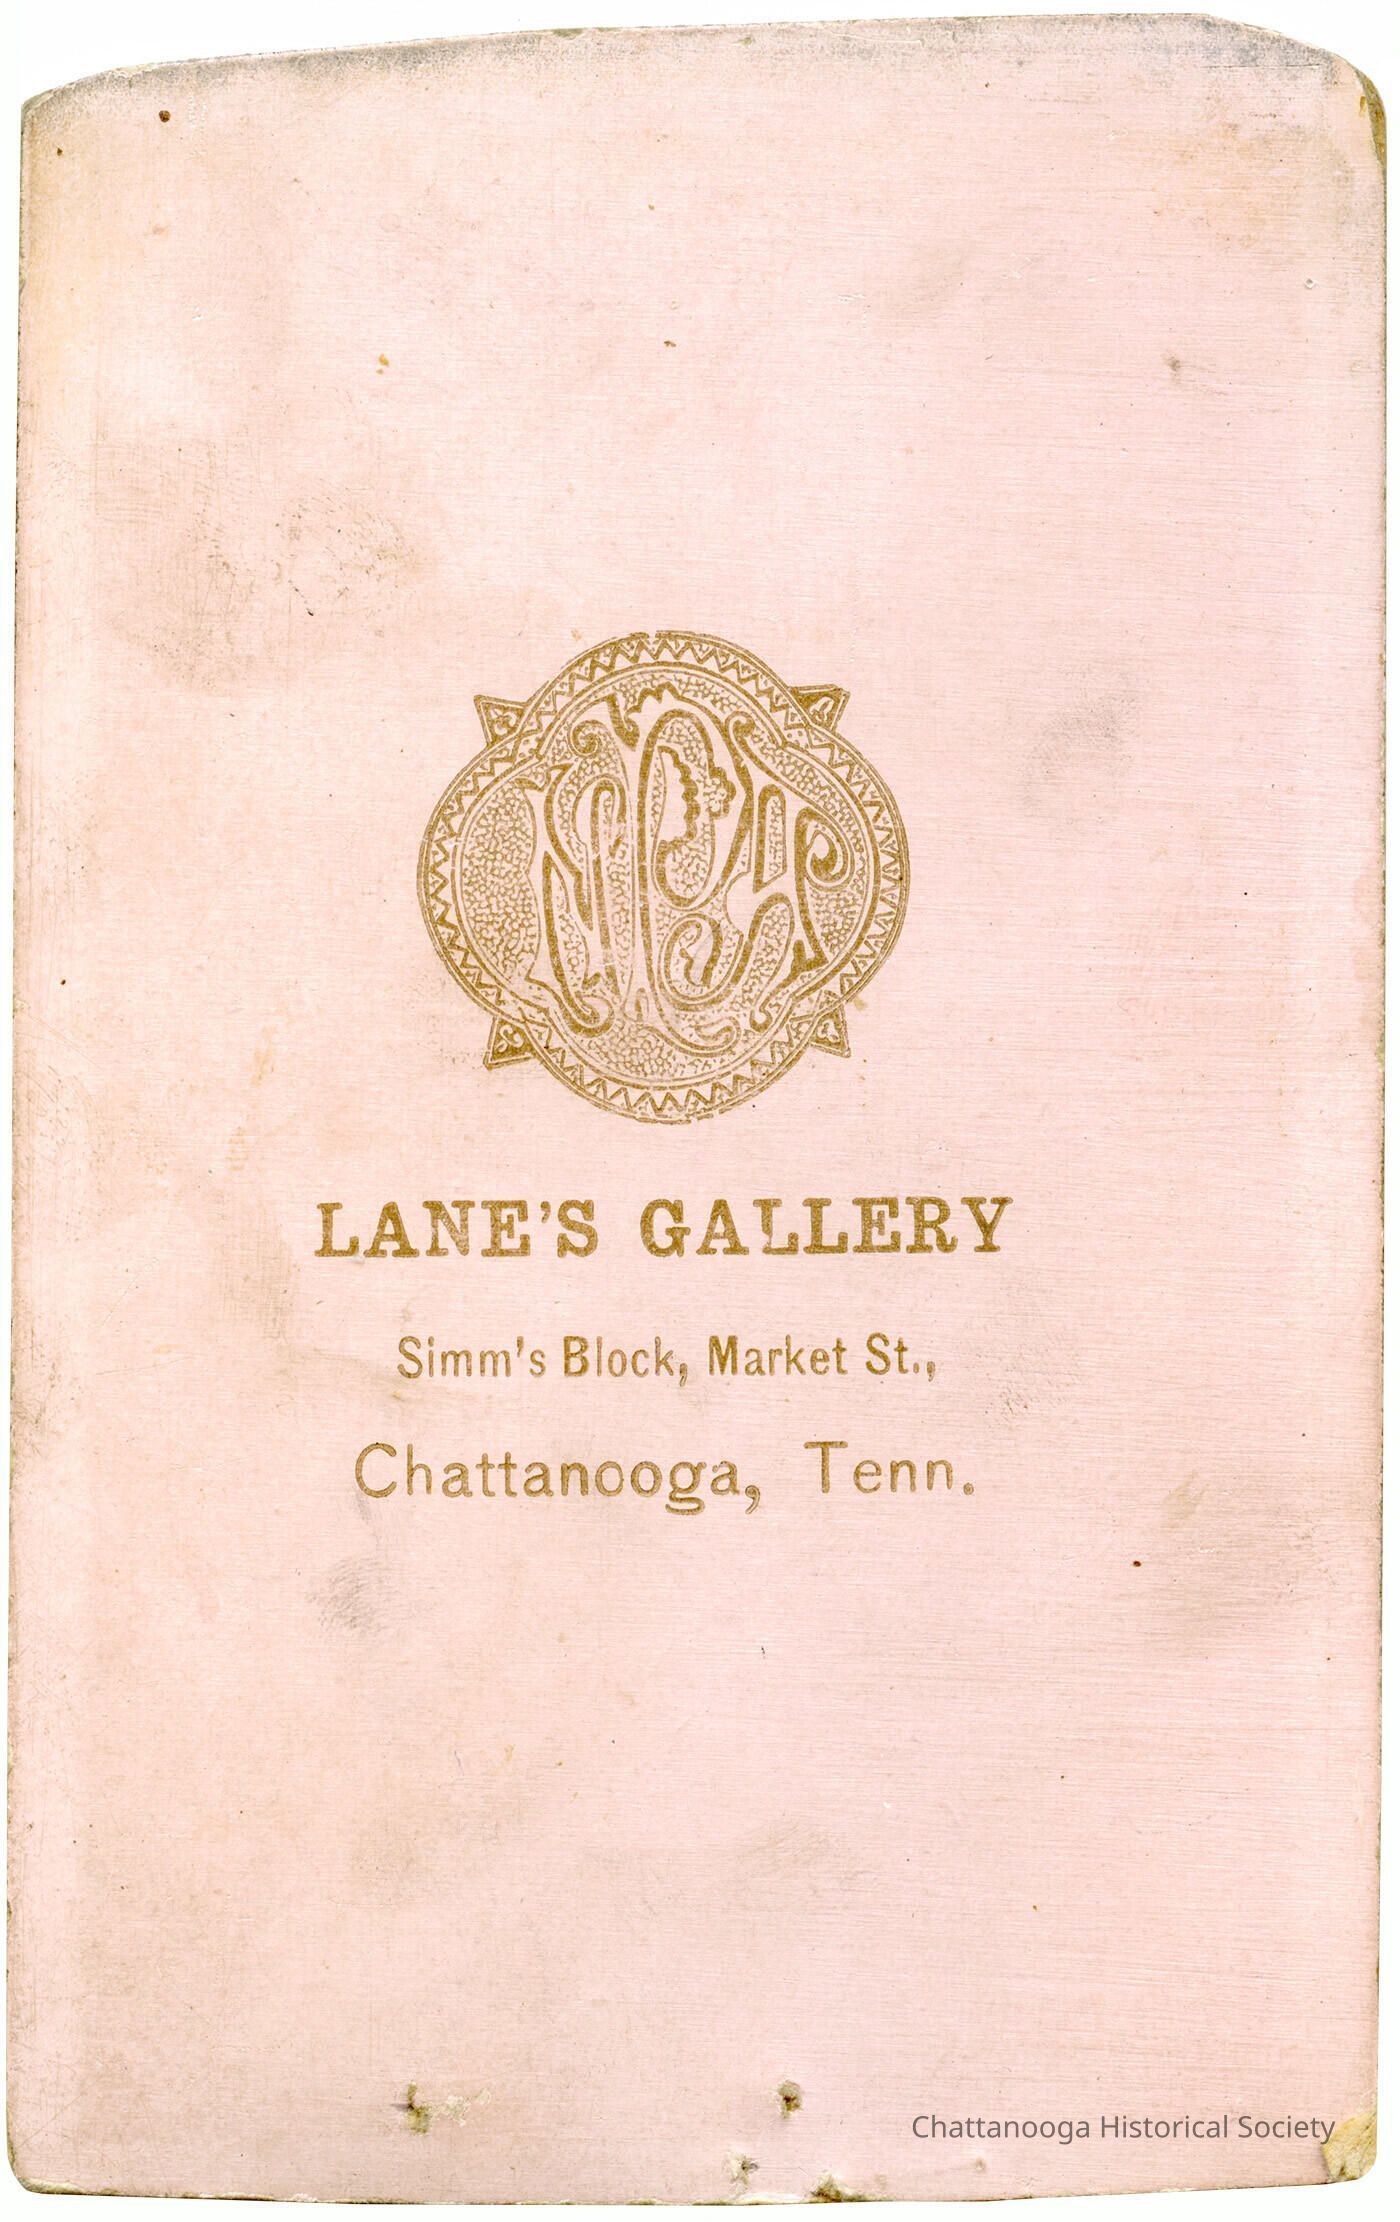 LANE'S GALLERY
Simm's Block, Market St.,
Chattanooga, Tenn.
Chattanooga Historical Society